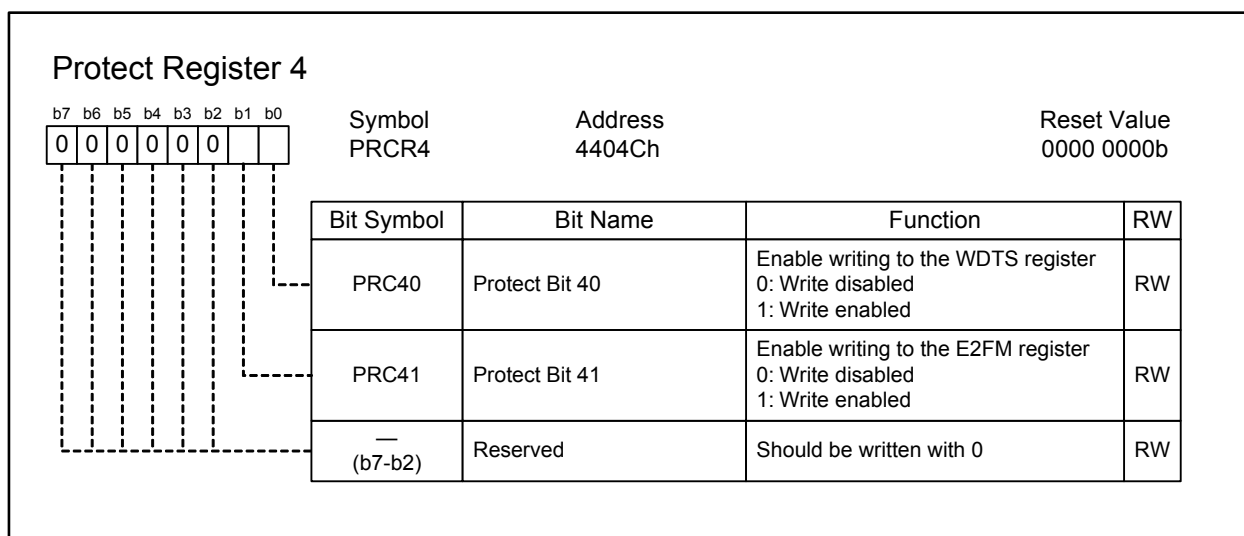 Protect Register 4
b7 b6 b5 b4 b3 b2 b1 b0
0 0 0 0 0 0
Symbol Address Reset Value
PRCR4 4404Ch 0000 0000b
Bit Symbol Bit Name Function RW
PRC40 Protect Bit 40 Enable writing to the WDTS register RW
0: Write disabled
1: Write enabled
PRC41 Protect Bit 41 Enable writing to the E2FM register RW
0: Write disabled
1: Write enabled
—
(b7-b2) Reserved Should be written with 0 RW